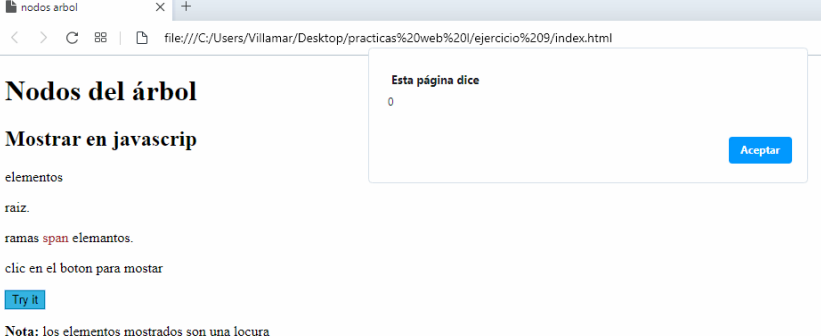 nodos arbol
file:///C:/Users/Villamar/Desktop/practicas%20web%20I/ejercicio%209/index.html
Esta página dice
0
Aceptar
Nodos del árbol
Mostrar en javascrip
elementos
raiz.
ramas span elemantos.
clic en el boton para mostar
Try it
Nota: los elementos mostrados son una locura